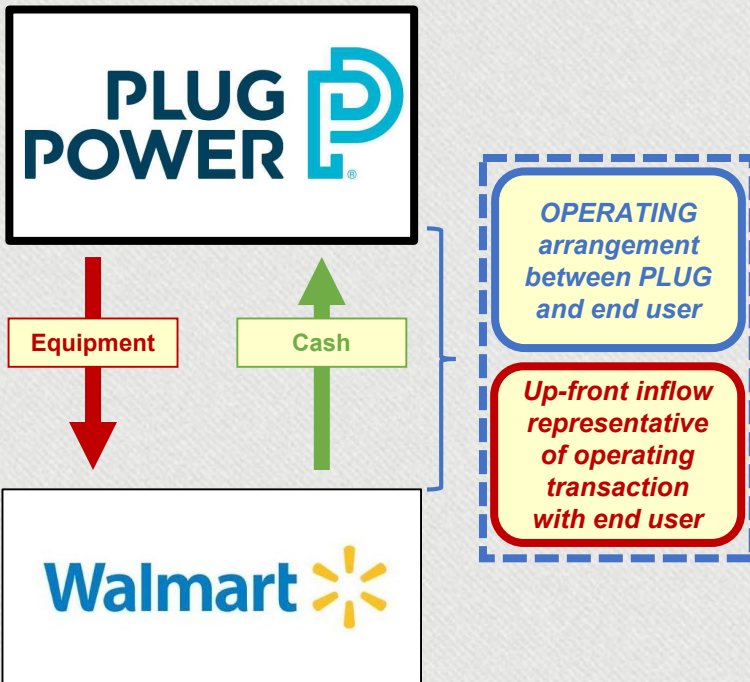 PLUG
POWER
®
Equipment
Cash
OPERATING
arrangement
between PLUG
and end user
Up-front inflow
representative
of operating
transaction
with end user
Walmart